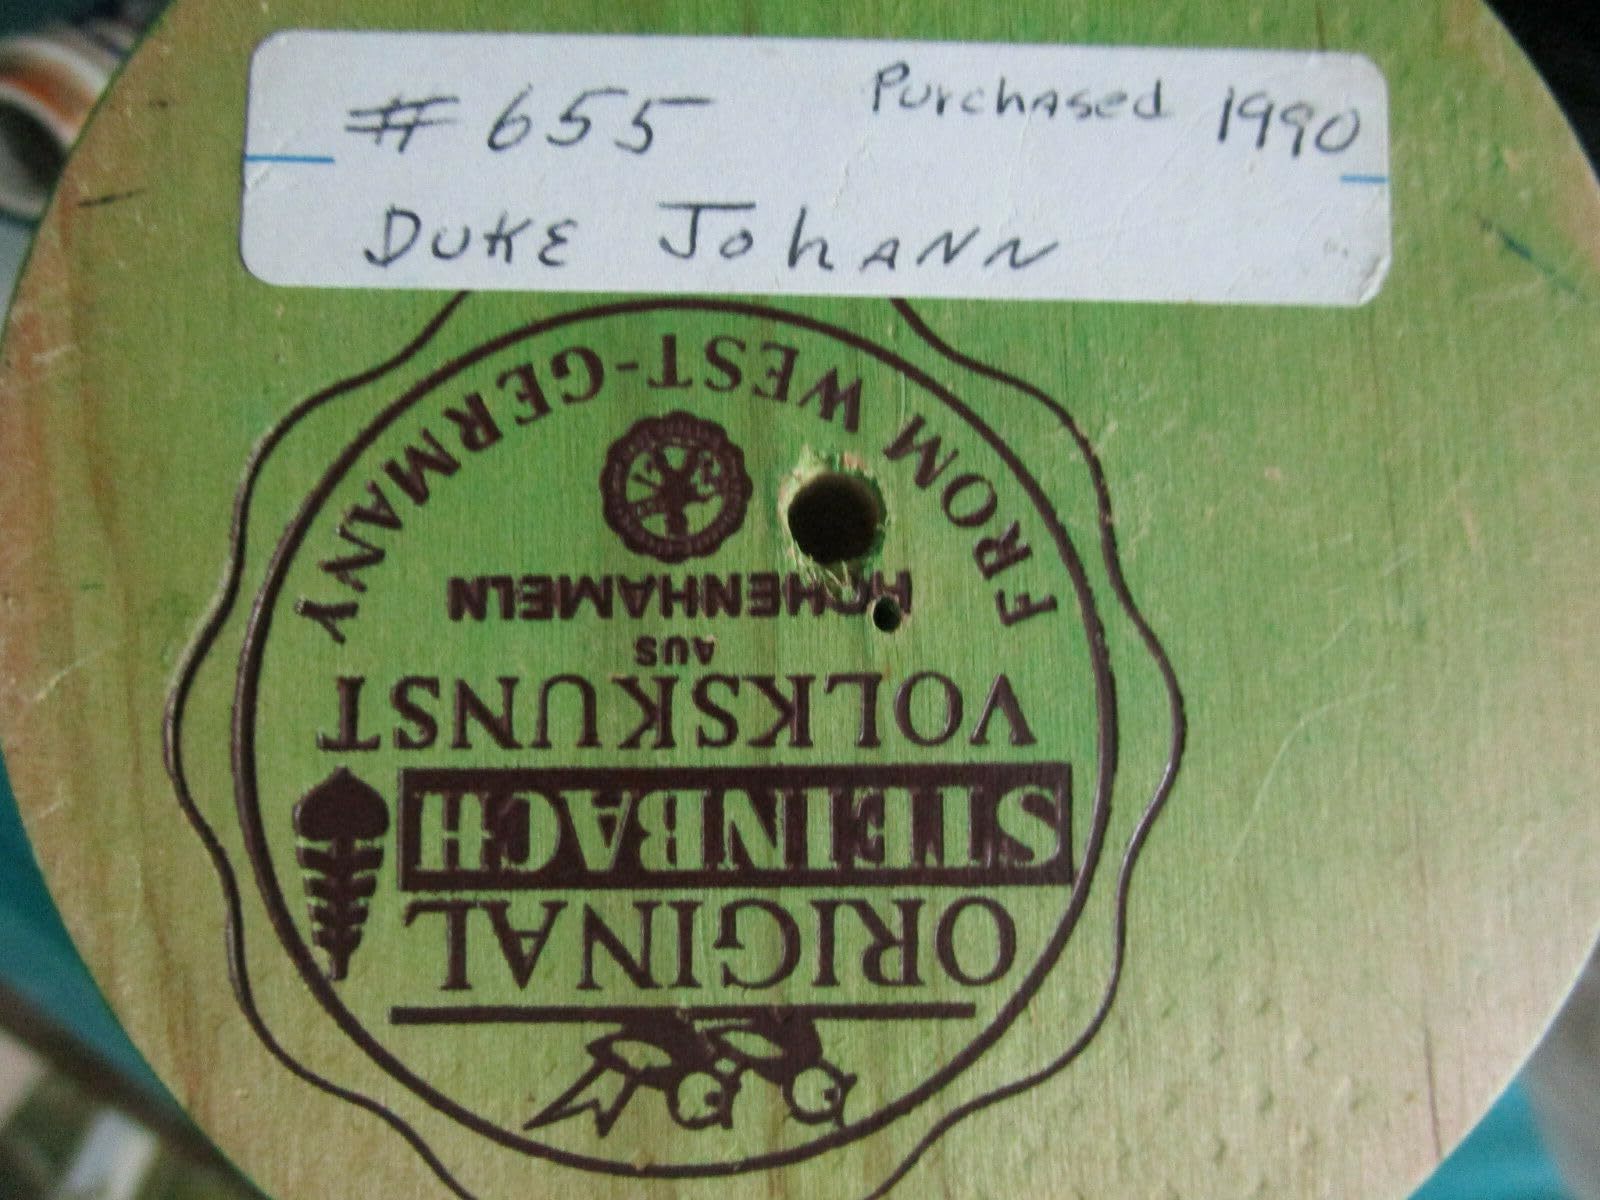 #655 Purchased 1990
DUKE Johann
ORIGINAL
STEINBACH
VOLKSKUNST
AUS
HOHENHAMELN
FROM WEST-GERMANY